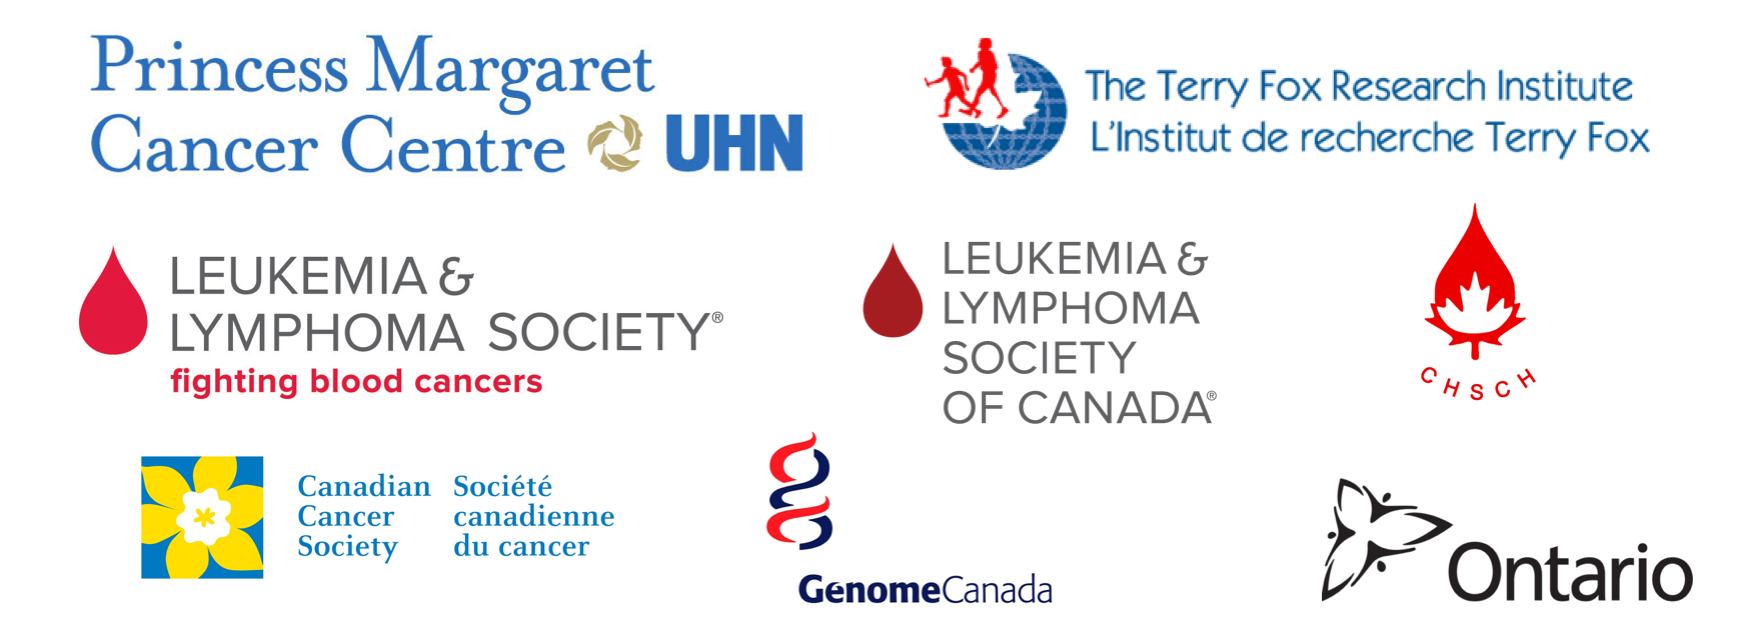 Princess Margaret
Cancer Centre UHN
The Terry Fox Research Institute
L'Institut de recherche Terry Fox
LEUKEMIA &
LYMPHOMA SOCIETY®
fighting blood cancers
LEUKEMIA &
LYMPHOMA
SOCIETY
OF CANADA®
CHSCH
Canadian
Cancer
Society
Société
canadienne
du cancer
GenomeCanada
Ontario